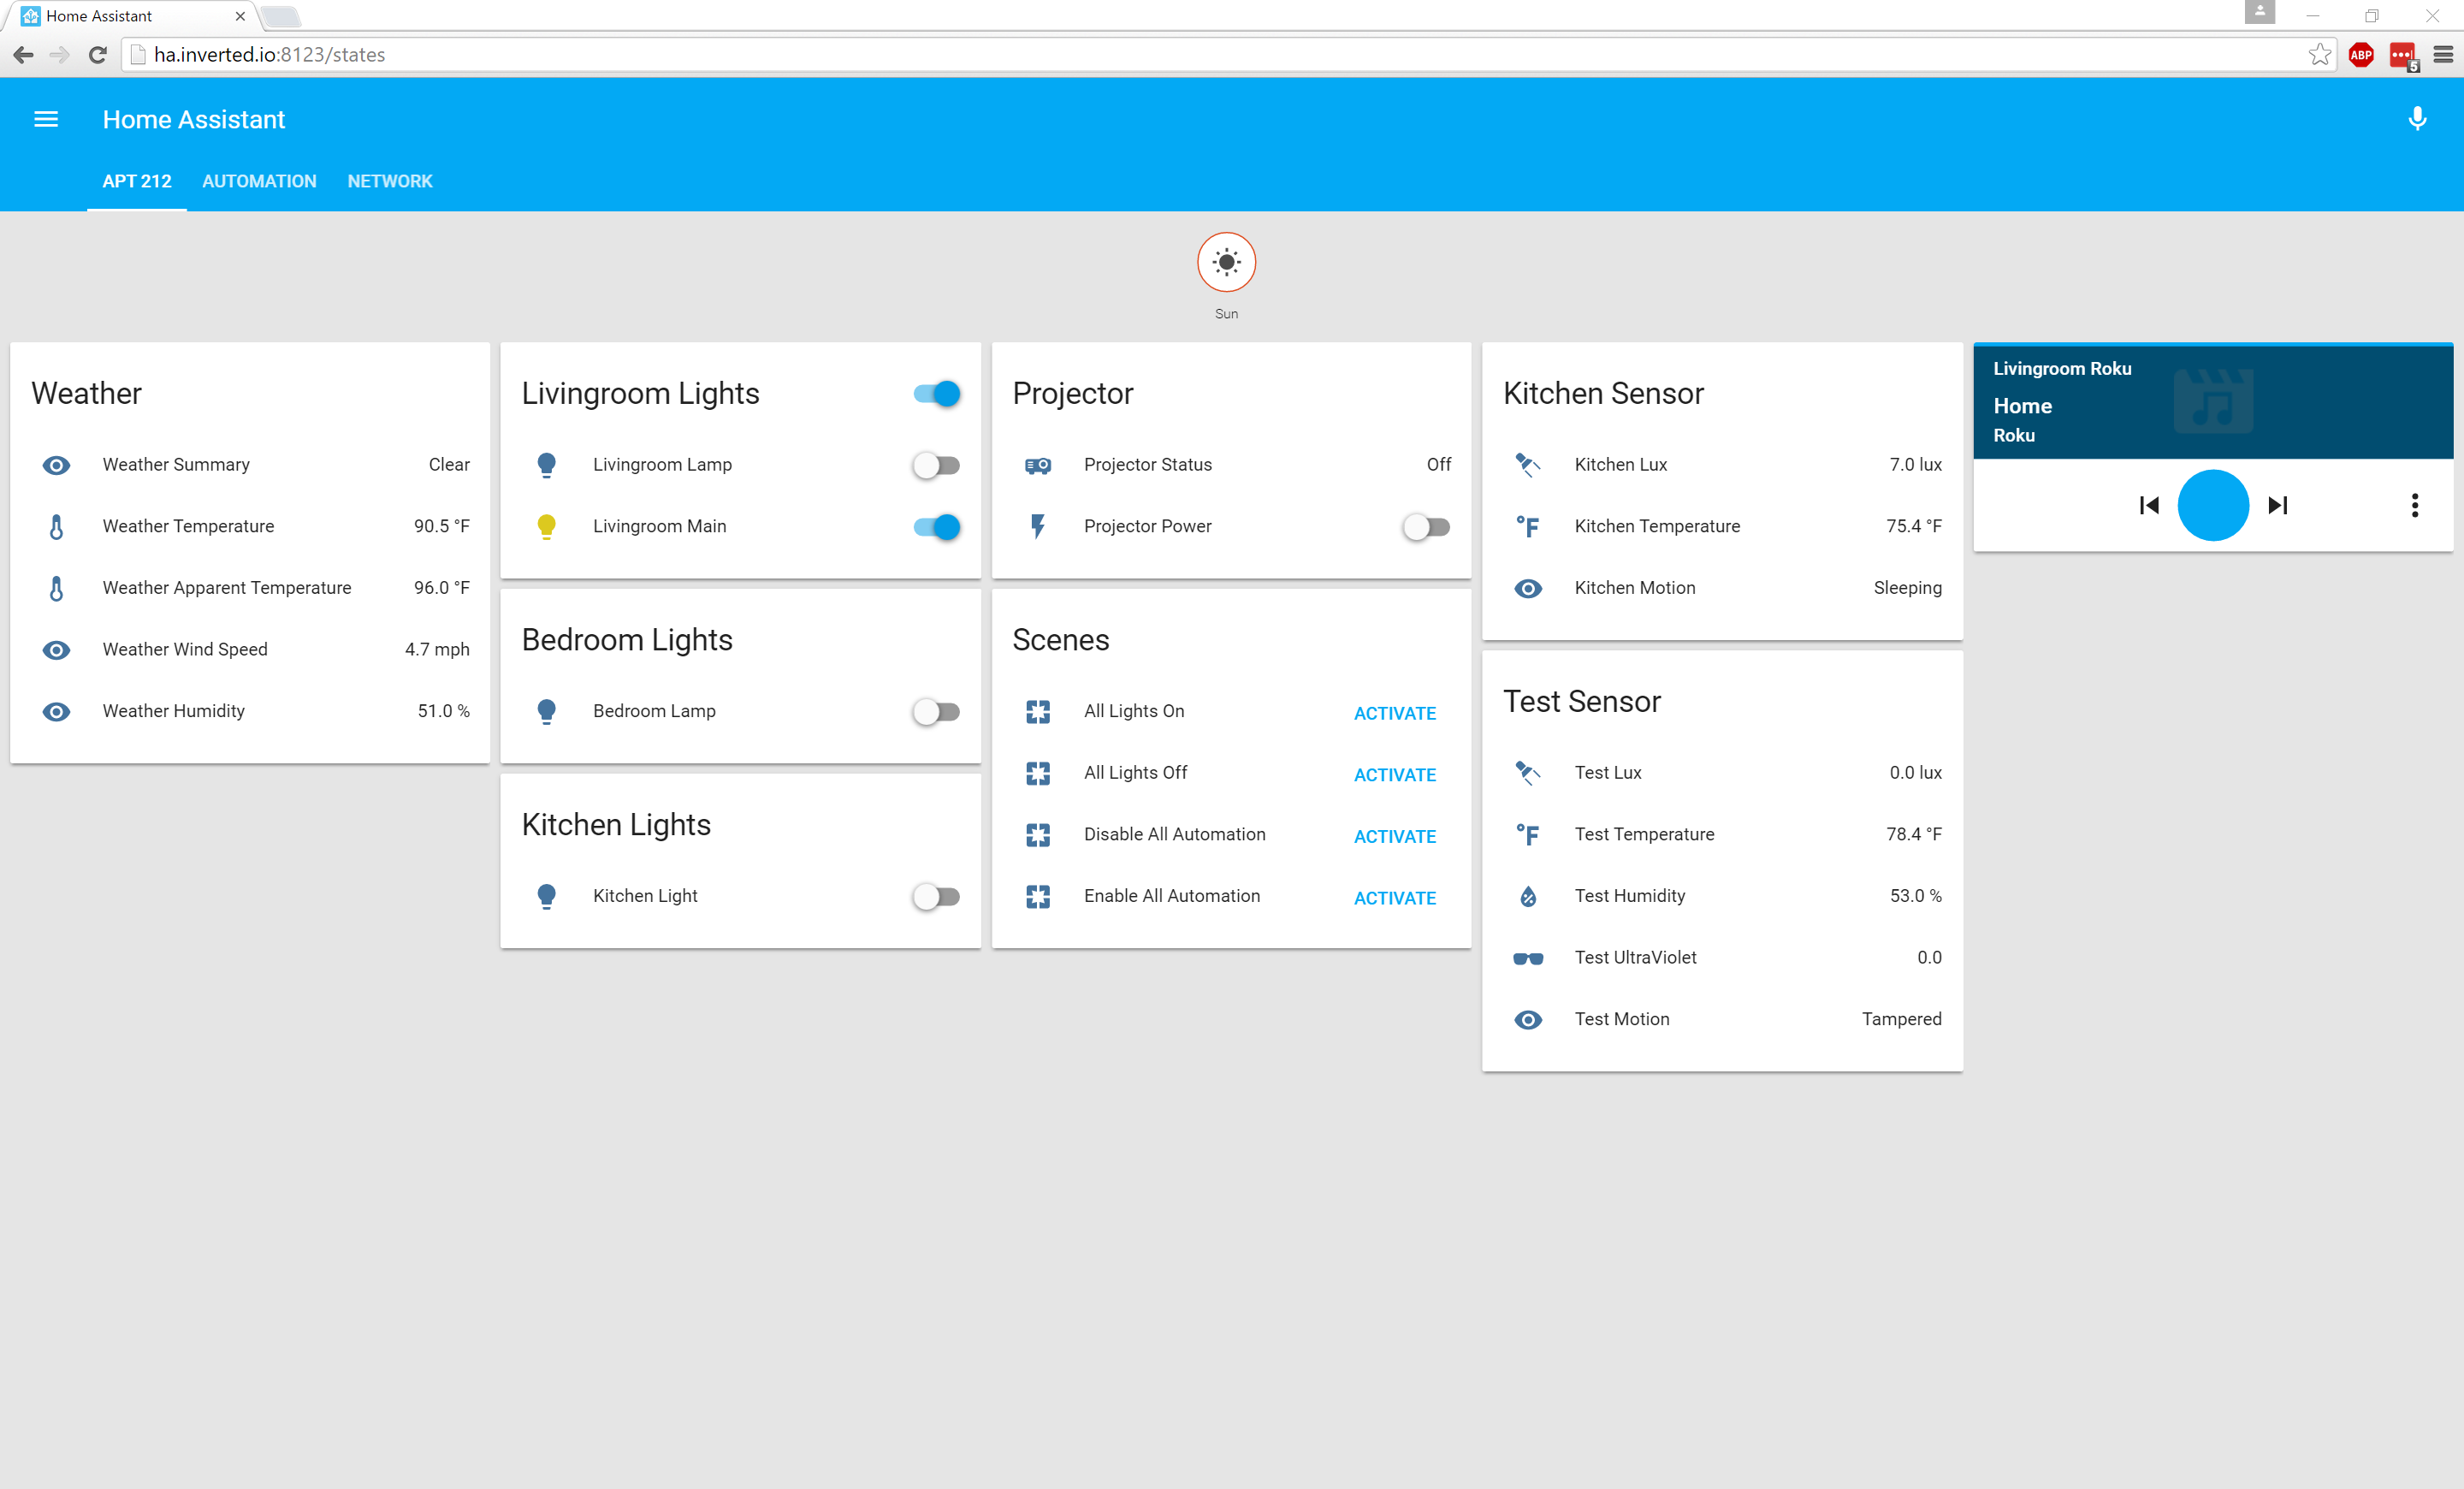 Home Assistant
ha.inverted.io:8123/states
ABP
5
Home Assistant
APT 212 AUTOMATION NETWORK
Sun
Weather
Weather Summary Clear
Weather Temperature 90.5 °F
Weather Apparent Temperature 96.0 °F
Weather Wind Speed 4.7 mph
Weather Humidity 51.0 %
Livingroom Lights
Livingroom Lamp
Livingroom Main
Bedroom Lights
Bedroom Lamp
Kitchen Lights
Kitchen Light
Projector
Projector Status Off
Projector Power
Scenes
All Lights On ACTIVATE
All Lights Off ACTIVATE
Disable All Automation ACTIVATE
Enable All Automation ACTIVATE
Kitchen Sensor
Kitchen Lux 7.0 lux
°F Kitchen Temperature 75.4 °F
Kitchen Motion Sleeping
Test Sensor
Test Lux 0.0 lux
°F Test Temperature 78.4 °F
Test Humidity 53.0 %
Test UltraViolet 0.0
Test Motion Tampered
Livingroom Roku
Home
Roku